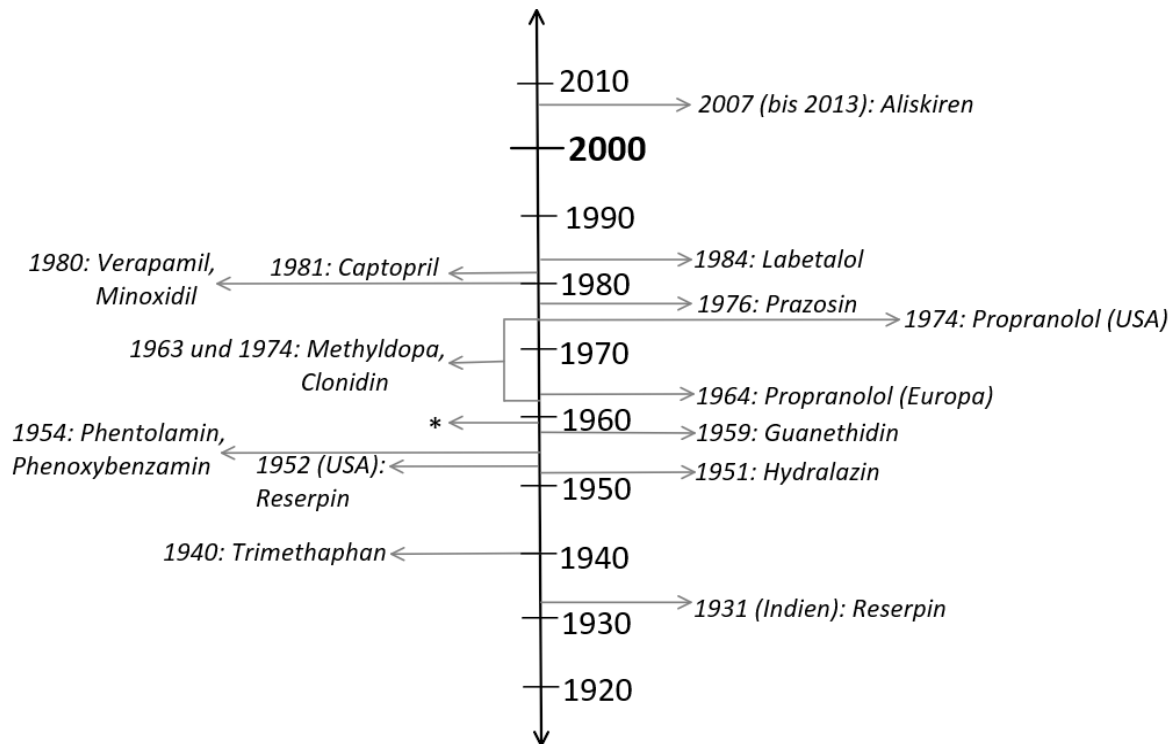 2010
2007 (bis 2013): Aliskiren
2000
1990
1980: Verapamil,
Minoxidil
1981: Captopril
1984: Labetalol
1980
1976: Prazosin
1974: Propranolol (USA)
1963 und 1974: Methyldopa,
Clonidin
1970
1964: Propranolol (Europa)
*
1960
1959: Guanethidin
1954: Phentolamin,
Phenoxybenzamin
1952 (USA):
Reserpin
1951: Hydralazin
1950
1940: Trimethaphan
1940
1931 (Indien): Reserpin
1930
1920